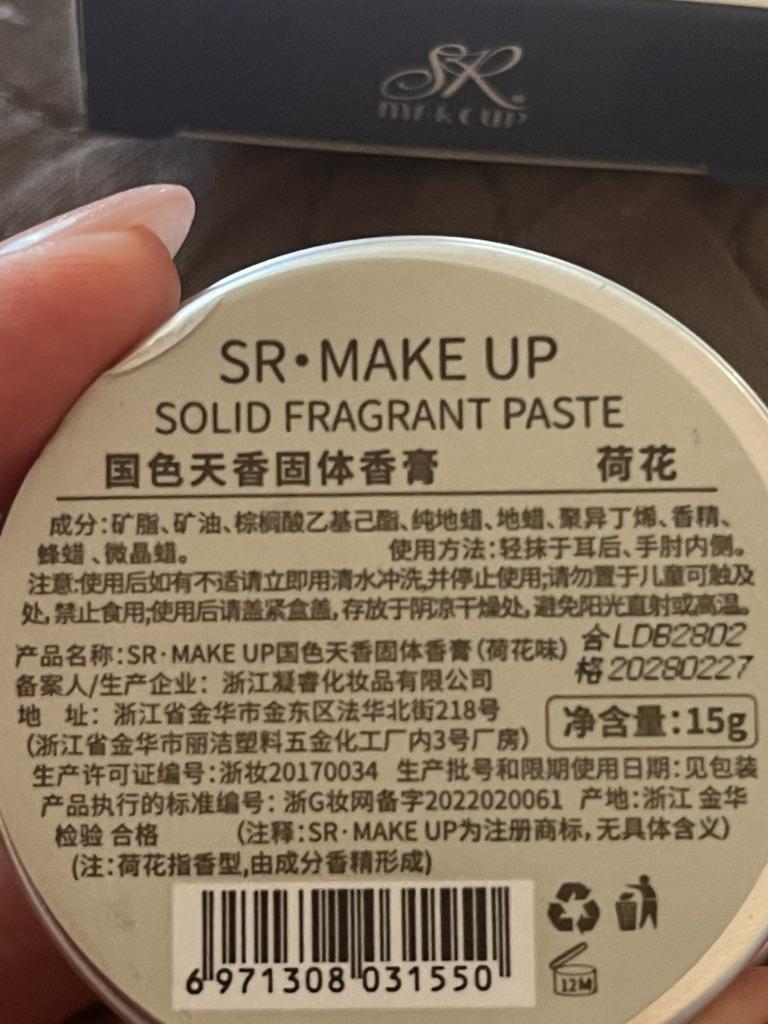 SR
MAKEUP
SR·MAKE UP
SOLID FRAGRANT PASTE
国色天香固体香膏 荷花
成分:矿脂、矿油、棕榈酸乙基己酯、纯地蜡、地蜡、聚异丁烯、香精、
蜂蜡、微晶蜡。 使用方法:轻抹于耳后、手肘内侧。
注意:使用后如有不适请立即用清水冲洗,并停止使用;请勿置于儿童可触及
处,禁止食用;使用后请盖紧盒盖,存放于阴凉干燥处,避免阳光直射或高温。
产品名称:SR·MAKE UP国色天香固体香膏(荷花味)
合LDB2802
格20280227
备案人/生产企业:浙江凝睿化妆品有限公司
地 址:浙江省金华市金东区法华北街218号
(浙江省金华市丽洁塑料五金化工厂内3号厂房)
净含量:15g
生产许可证编号:浙妆20170034 生产批号和限期使用日期:见包装
产品执行的标准编号:浙G妆网备字2022020061 产地:浙江 金华
检验 合格 (注释:SR·MAKE UP为注册商标,无具体含义)
(注:荷花指香型,由成分香精形成)
6 971308 031550
12M